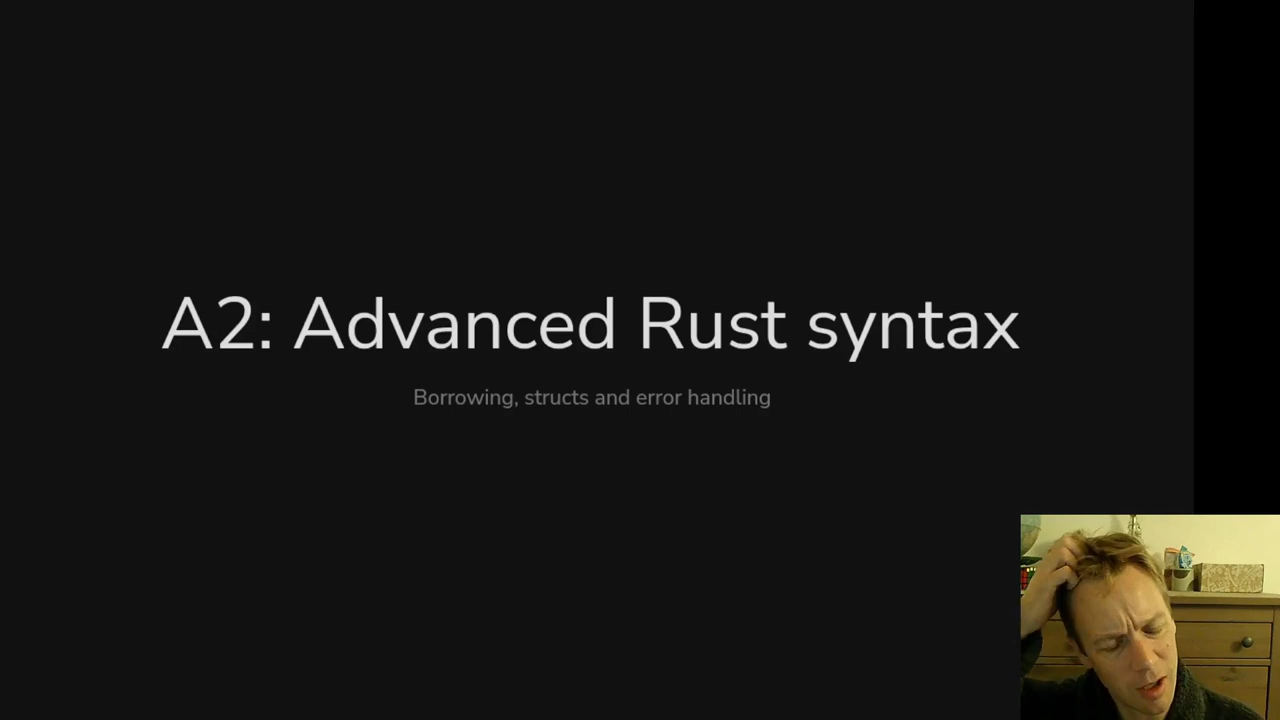 A2: Advanced Rust syntax
Borrowing, structs and error handling